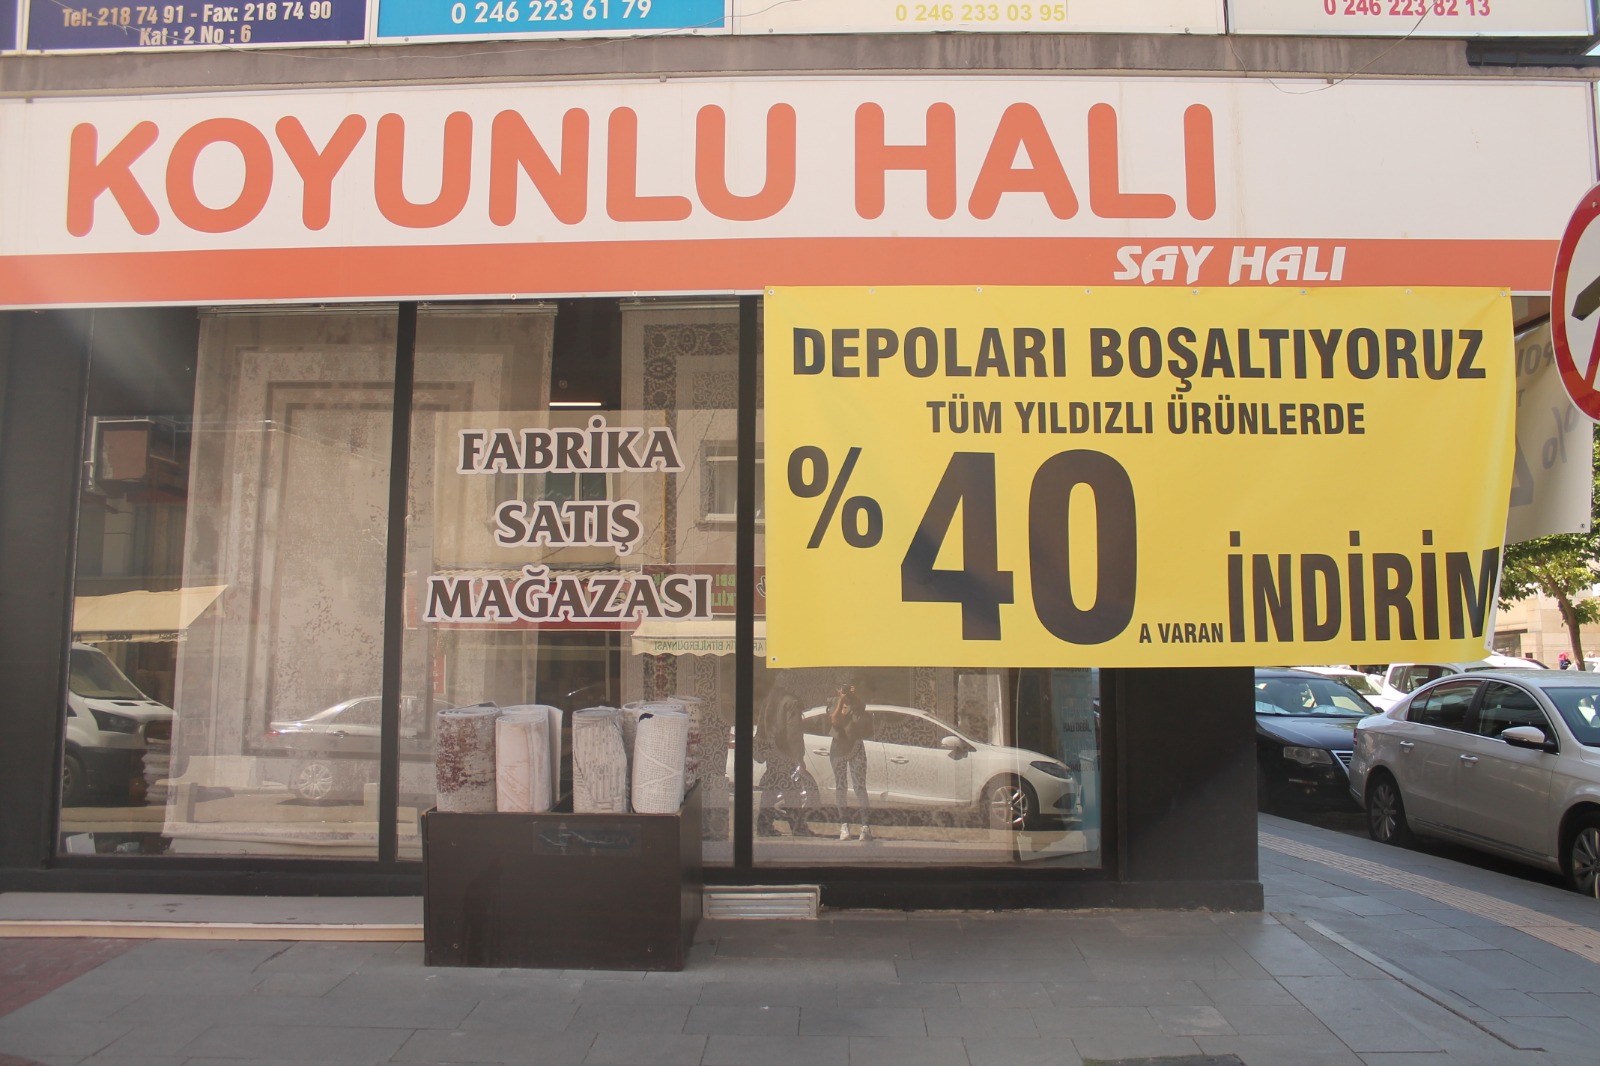 Tel: 218 74 91 - Fax: 218 74 90
Kat : 2 No : 6
0 246 223 61 79
0 246 233 03 95
0 246 223 82 13
KOYUNLU HALI
SAY HALI
DEPOLARI BOŞALTIYORUZ
TÜM YILDIZLI ÜRÜNLERDE
%40 A VARAN İNDİRİM
FABRİKA
SATIŞ
MAĞAZASI